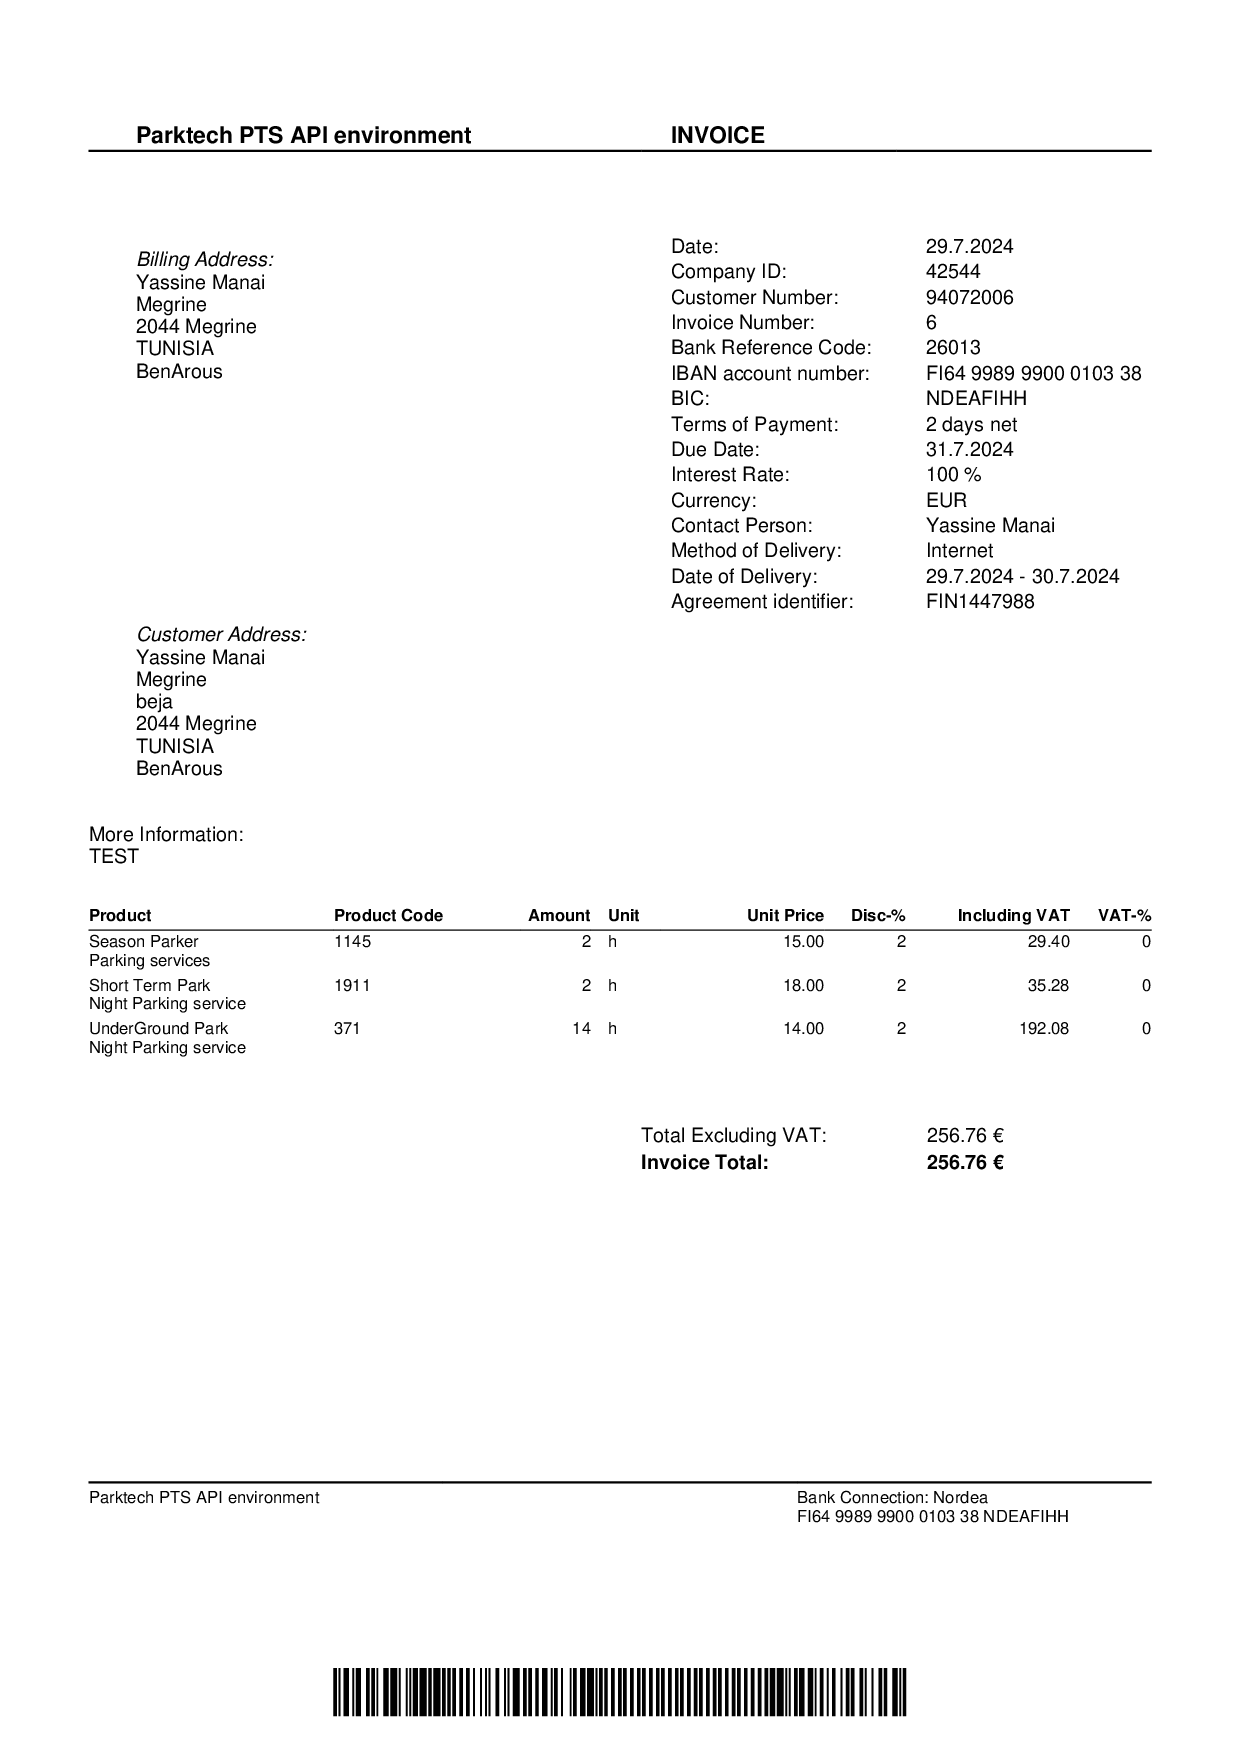 Parktech PTS API environment INVOICE
Billing Address:
Yassine Manai
Megrine
2044 Megrine
TUNISIA
BenArous
Date: 29.7.2024
Company ID: 42544
Customer Number: 94072006
Invoice Number: 6
Bank Reference Code: 26013
IBAN account number: FI64 9989 9900 0103 38
BIC: NDEAFIHH
Terms of Payment: 2 days net
Due Date: 31.7.2024
Interest Rate: 100 %
Currency: EUR
Contact Person: Yassine Manai
Method of Delivery: Internet
Date of Delivery: 29.7.2024 - 30.7.2024
Agreement identifier: FIN1447988
Customer Address:
Yassine Manai
Megrine
beja
2044 Megrine
TUNISIA
BenArous
More Information:
TEST
Product Product Code Amount Unit Unit Price Disc-% Including VAT VAT-%
Season Parker 1145 2 h 15.00 2 29.40 0
Parking services
Short Term Park 1911 2 h 18.00 2 35.28 0
Night Parking service
UnderGround Park 371 14 h 14.00 2 192.08 0
Night Parking service
Total Excluding VAT: 256.76 €
Invoice Total: 256.76 €
Parktech PTS API environment Bank Connection: Nordea
FI64 9989 9900 0103 38 NDEAFIHH